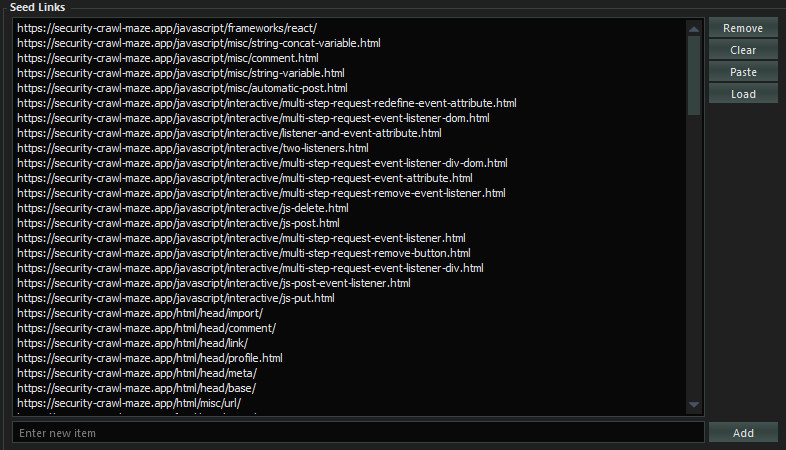 Seed Links
https://security-crawl-maze.app/javascript/frameworks/react/
https://security-crawl-maze.app/javascript/misc/string-concat-variable.html
https://security-crawl-maze.app/javascript/misc/comment.html
https://security-crawl-maze.app/javascript/misc/string-variable.html
https://security-crawl-maze.app/javascript/misc/automatic-post.html
https://security-crawl-maze.app/javascript/interactive/multi-step-request-redefine-event-attribute.html
https://security-crawl-maze.app/javascript/interactive/multi-step-request-event-listener-dom.html
https://security-crawl-maze.app/javascript/interactive/listener-and-event-attribute.html
https://security-crawl-maze.app/javascript/interactive/two-listeners.html
https://security-crawl-maze.app/javascript/interactive/multi-step-request-event-listener-div-dom.html
https://security-crawl-maze.app/javascript/interactive/multi-step-request-event-attribute.html
https://security-crawl-maze.app/javascript/interactive/multi-step-request-remove-event-listener.html
https://security-crawl-maze.app/javascript/interactive/js-delete.html
https://security-crawl-maze.app/javascript/interactive/js-post.html
https://security-crawl-maze.app/javascript/interactive/multi-step-request-event-listener.html
https://security-crawl-maze.app/javascript/interactive/multi-step-request-remove-button.html
https://security-crawl-maze.app/javascript/interactive/multi-step-request-event-listener-div.html
https://security-crawl-maze.app/javascript/interactive/js-post-event-listener.html
https://security-crawl-maze.app/javascript/interactive/js-put.html
https://security-crawl-maze.app/html/head/import/
https://security-crawl-maze.app/html/head/comment/
https://security-crawl-maze.app/html/head/link/
https://security-crawl-maze.app/html/head/profile.html
https://security-crawl-maze.app/html/head/meta/
https://security-crawl-maze.app/html/head/base/
https://security-crawl-maze.app/html/misc/url/
Remove
Clear
Paste
Load
Enter new item
Add